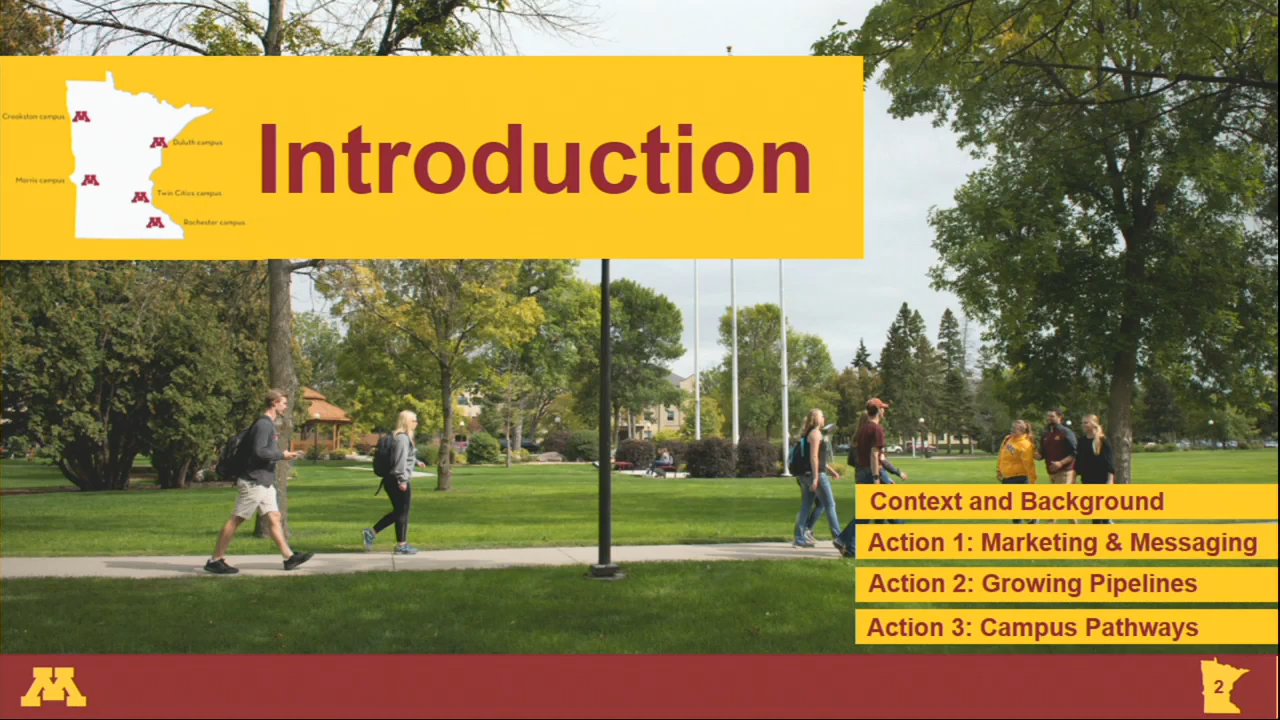 Crookston campus
Duluth campus
Morris campus
Twin Cities campus
Rochester campus
Introduction
Context and Background
Action 1: Marketing & Messaging
Action 2: Growing Pipelines
Action 3: Campus Pathways
M
2